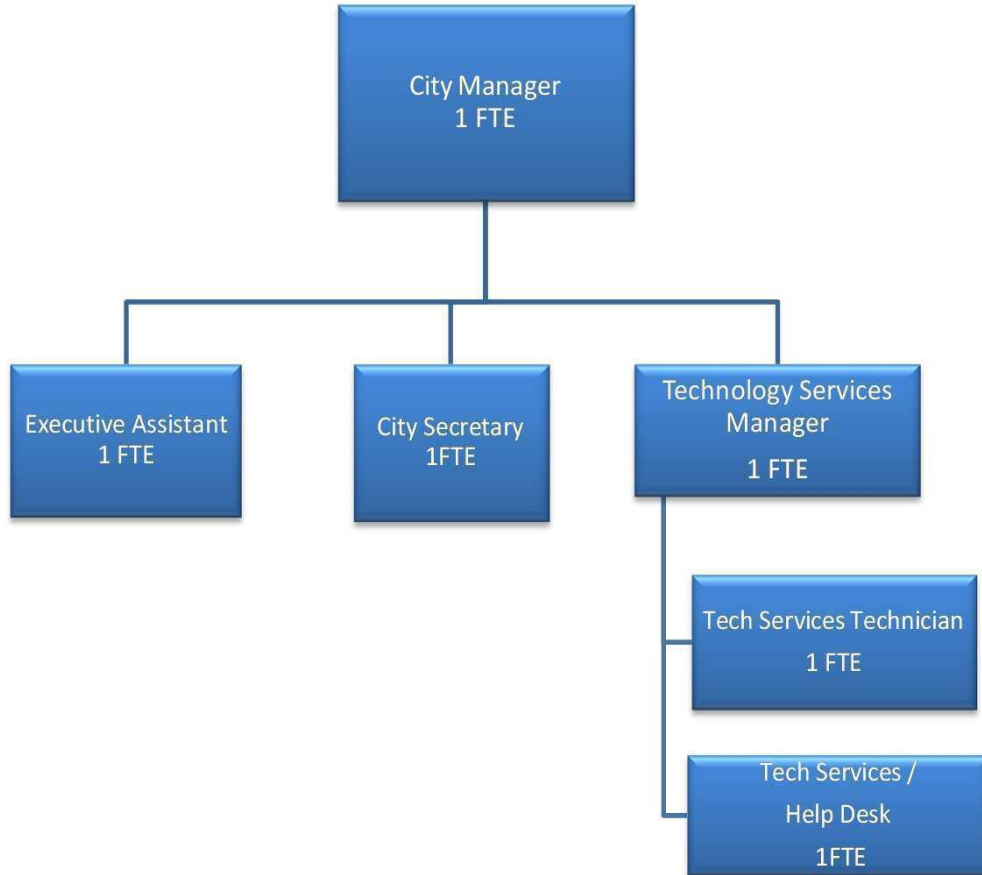 City Manager
1 FTE
Executive Assistant
1 FTE
City Secretary
1FTE
Technology Services
Manager
1 FTE
Tech Services Technician
1 FTE
Tech Services /
Help Desk
1FTE